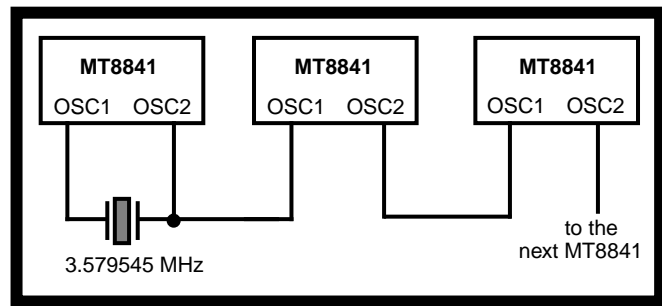 MT8841 MT8841 MT8841
OSC1 OSC2 OSC1 OSC2 OSC1 OSC2
3.579545 MHz
to the
next MT8841